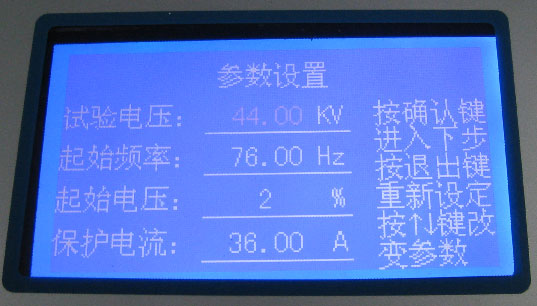 参数设置
试验电压: 44.00 KV
起始频率: 76.00 Hz
起始电压: 2 %
保护电流: 36.00 A
按确认键
进入下步
按退出键
重新设定
按↑↓键改
变参数